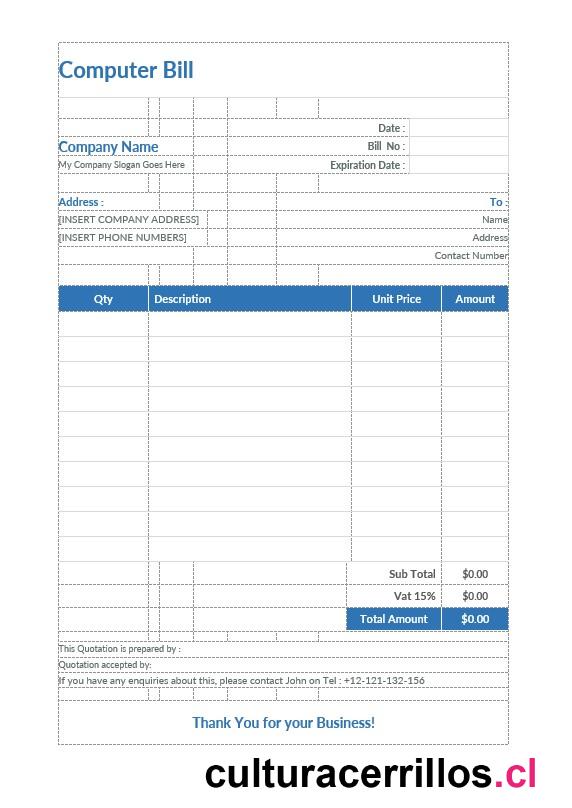 Computer Bill
Date :
Company Name Bill No :
My Company Slogan Goes Here Expiration Date :
Address : To :
[INSERT COMPANY ADDRESS] Name
[INSERT PHONE NUMBERS] Address
Contact Number
Qty Description Unit Price Amount
Sub Total $0.00
Vat 15% $0.00
Total Amount $0.00
This Quotation is prepared by :
Quotation accepted by:
If you have any enquiries about this, please contact John on Tel : +12-121-132-156
Thank You for your Business!
culturacerrillos.cl